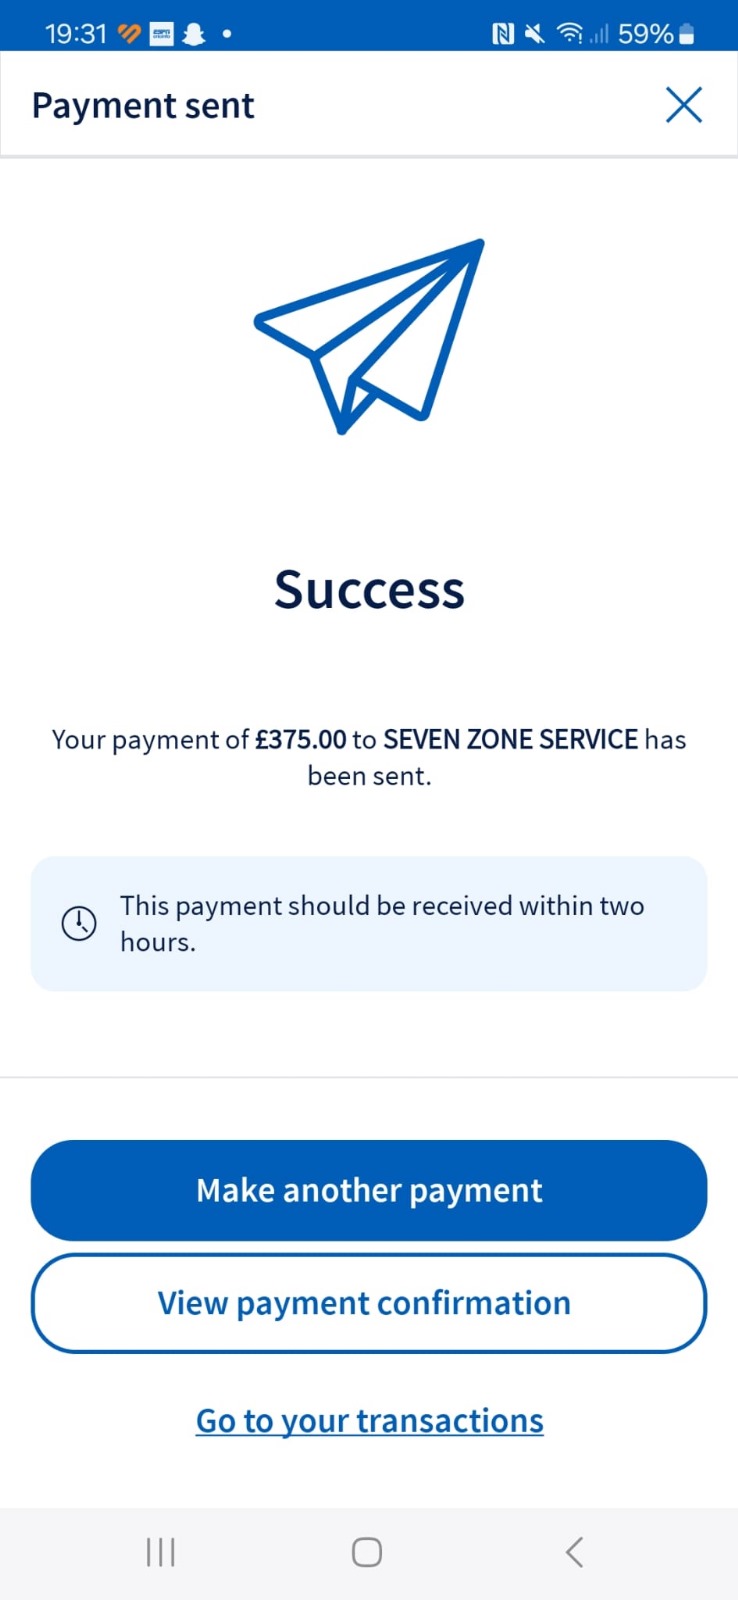 19:31
59%
Payment sent
Success
Your payment of £375.00 to SEVEN ZONE SERVICE has
been sent.
This payment should be received within two
hours.
Make another payment
View payment confirmation
Go to your transactions